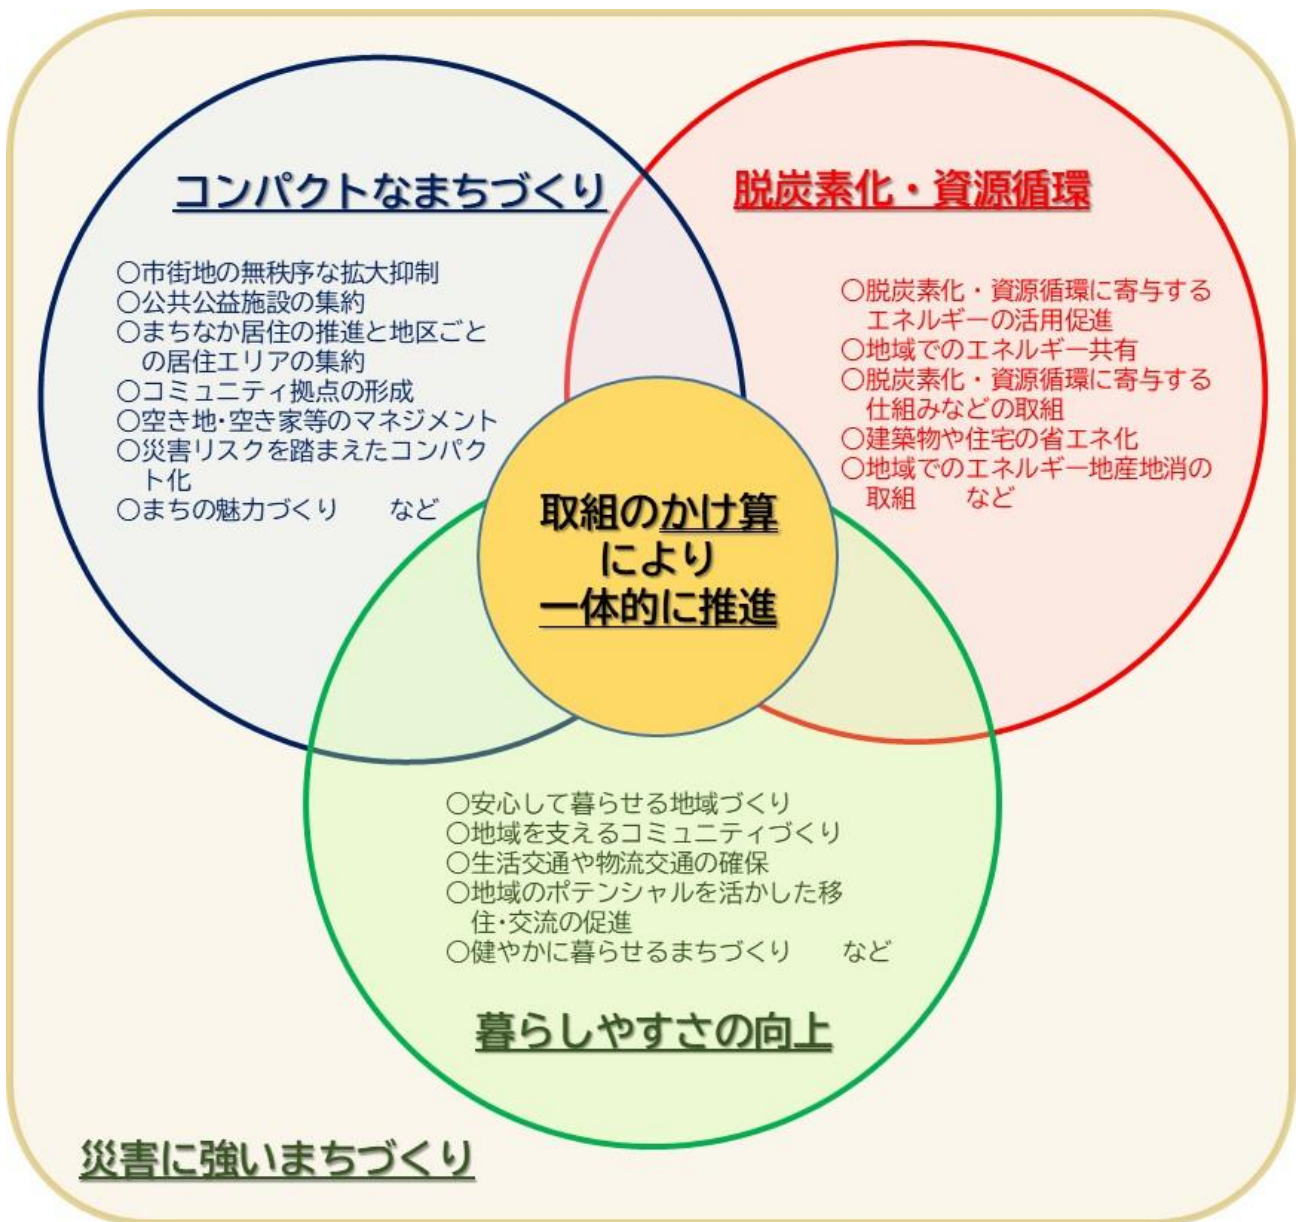 コンパクトなまちづくり
○市街地の無秩序な拡大抑制
○公共公益施設の集約
○まちなか居住の推進と地区ごと
の居住エリアの集約
○コミュニティ拠点の形成
○空き地・空き家等のマネジメント
○災害リスクを踏まえたコンパク
ト化
○まちの魅力づくり　　など
脱炭素化・資源循環
○脱炭素化・資源循環に寄与する
エネルギーの活用促進
○地域でのエネルギー共有
○脱炭素化・資源循環に寄与する
仕組みなどの取組
○建築物や住宅の省エネ化
○地域でのエネルギー地産地消の
取組　　など
取組のかけ算
により
一体的に推進
○安心して暮らせる地域づくり
○地域を支えるコミュニティづくり
○生活交通や物流交通の確保
○地域のポテンシャルを活かした移
住・交流の促進
○健やかに暮らせるまちづくり　　など
暮らしやすさの向上
災害に強いまちづくり